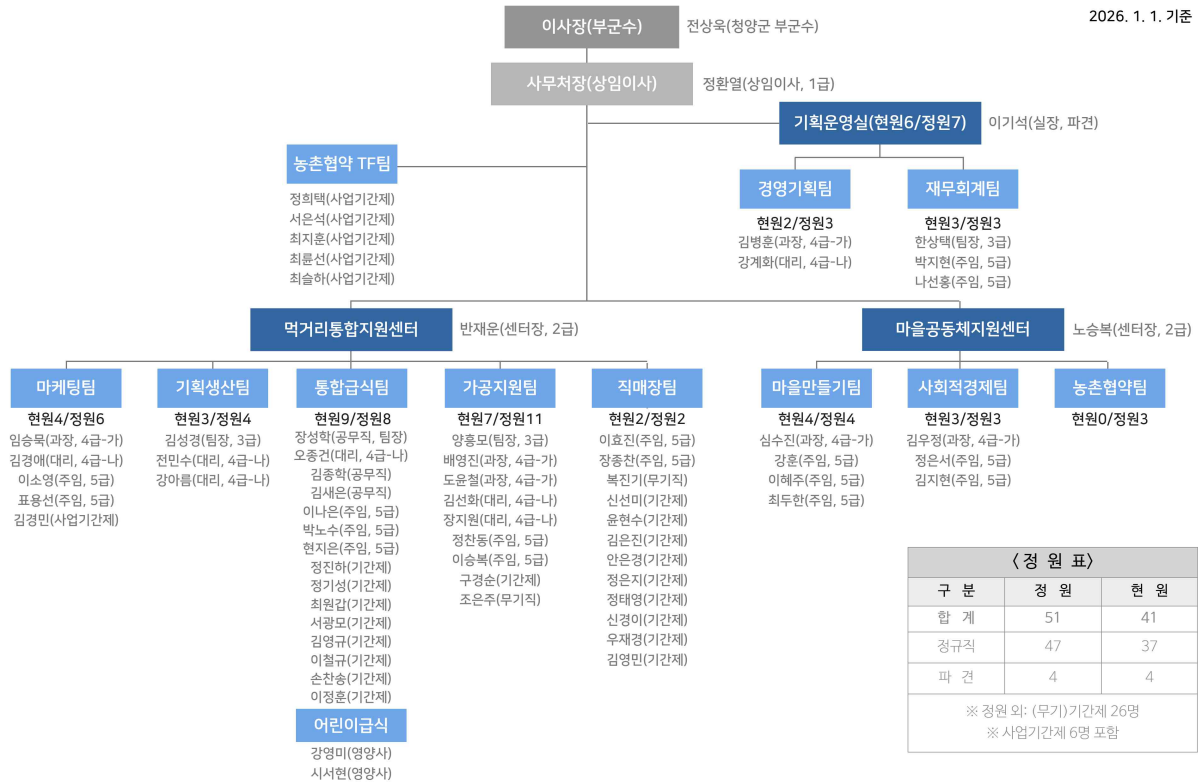 2026. 1. 1. 기준
이사장(부군수)
전상욱(청양군 부군수)
사무처장(상임이사)
정환열(상임이사, 1급)
기획운영실(현원6/정원7)
이기석(실장, 파견)
농촌협약 TF팀
정희택(사업기간제)
서은석(사업기간제)
최지훈(사업기간제)
최륜선(사업기간제)
최슬하(사업기간제)
경영기획팀
현원2/정원3
김병훈(과장, 4급-가)
강계화(대리, 4급-나)
재무회계팀
현원3/정원3
한상택(팀장, 3급)
박지현(주임, 5급)
나선홍(주임, 5급)
먹거리통합지원센터
반재운(센터장, 2급)
마을공동체지원센터
노승복(센터장, 2급)
마케팅팀
현원4/정원6
임승묵(과장, 4급-가)
김경애(대리, 4급-나)
이소영(주임, 5급)
표용선(주임, 5급)
김경민(사업기간제)
기획생산팀
현원3/정원4
김성경(팀장, 3급)
전민수(대리, 4급-나)
강아름(대리, 4급-나)
통합급식팀
현원9/정원8
장성학(공무직, 팀장)
오종건(대리, 4급-나)
김종학(공무직)
김새은(공무직)
이나은(주임, 5급)
박노수(주임, 5급)
현지은(주임, 5급)
정진하(기간제)
정기성(기간제)
최원갑(기간제)
서광모(기간제)
김영규(기간제)
이철규(기간제)
손찬송(기간제)
이정훈(기간제)
어린이급식
강영미(영양사)
시서현(영양사)
가공지원팀
현원7/정원11
양홍모(팀장, 3급)
배영진(과장, 4급-가)
도윤철(과장, 4급-가)
김선화(대리, 4급-나)
장지원(대리, 4급-나)
정찬동(주임, 5급)
이승복(주임, 5급)
구경순(기간제)
조은주(무기직)
직매장팀
현원2/정원2
이효진(주임, 5급)
장종찬(주임, 5급)
복진기(무기직)
신선미(기간제)
윤현수(기간제)
김은진(기간제)
안은경(기간제)
정은지(기간제)
정태영(기간제)
신경이(기간제)
우재경(기간제)
김영민(기간제)
마을만들기팀
현원4/정원4
심수진(과장, 4급-가)
강훈(주임, 5급)
이혜주(주임, 5급)
최두한(주임, 5급)
사회적경제팀
현원3/정원3
김우정(과장, 4급-가)
정은서(주임, 5급)
김지현(주임, 5급)
농촌협약팀
현원0/정원3
〈정 원 표〉
구 분 정 원 현 원
합 계 51 41
정규직 47 37
파 견 4 4
※ 정원 외: (무기)기간제 26명
※ 사업기간제 6명 포함